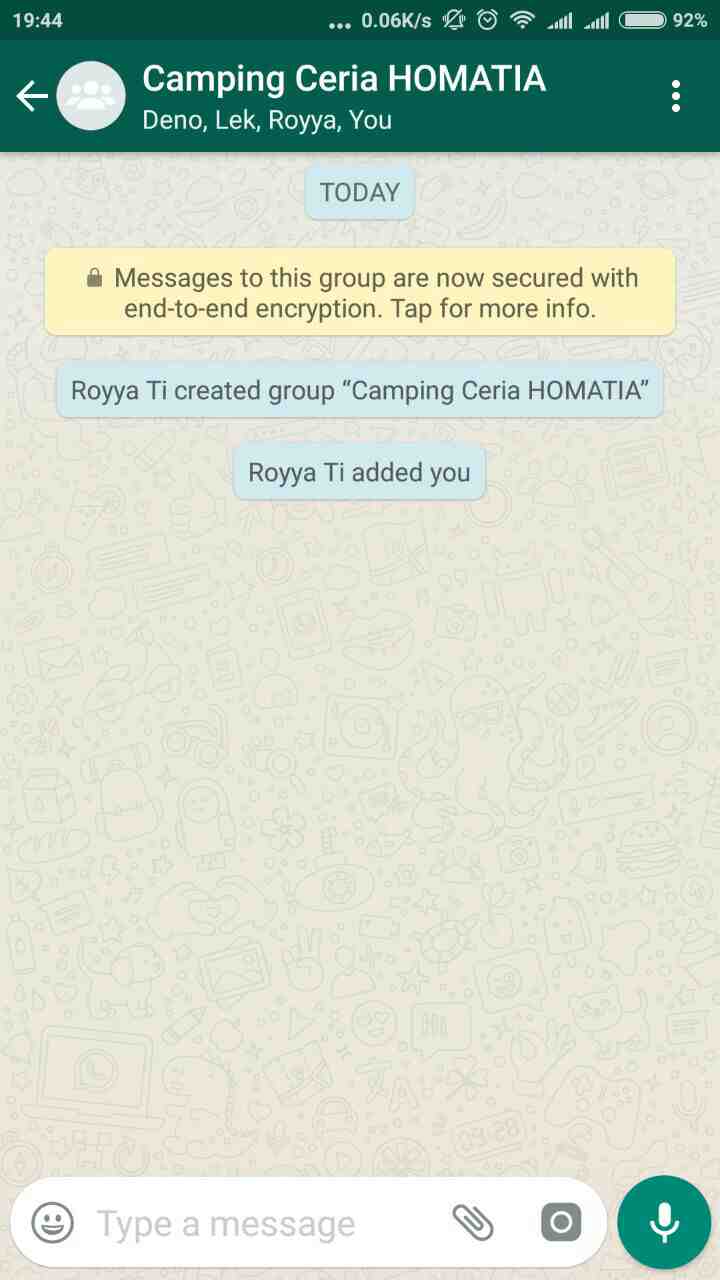 19:44 ... 0.06K/s 92%
Camping Ceria HOMATIA
Deno, Lek, Royya, You
TODAY
Messages to this group are now secured with
end-to-end encryption. Tap for more info.
Royya Ti created group “Camping Ceria HOMATIA”
Royya Ti added you
Type a message